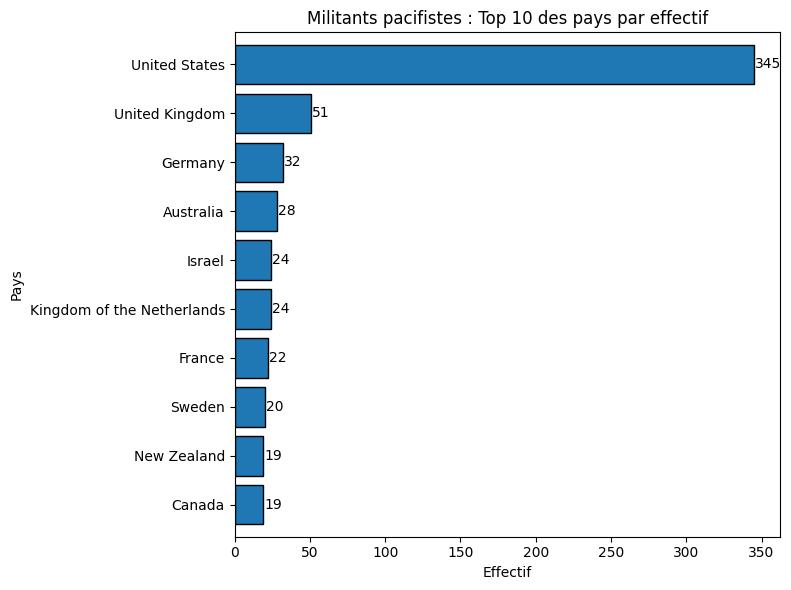 Militants pacifistes : Top 10 des pays par effectif
United States 345
United Kingdom 51
Germany 32
Australia 28
Israel 24
Kingdom of the Netherlands 24
France 22
Sweden 20
New Zealand 19
Canada 19
Pays
0 50 100 150 200 250 300 350
Effectif